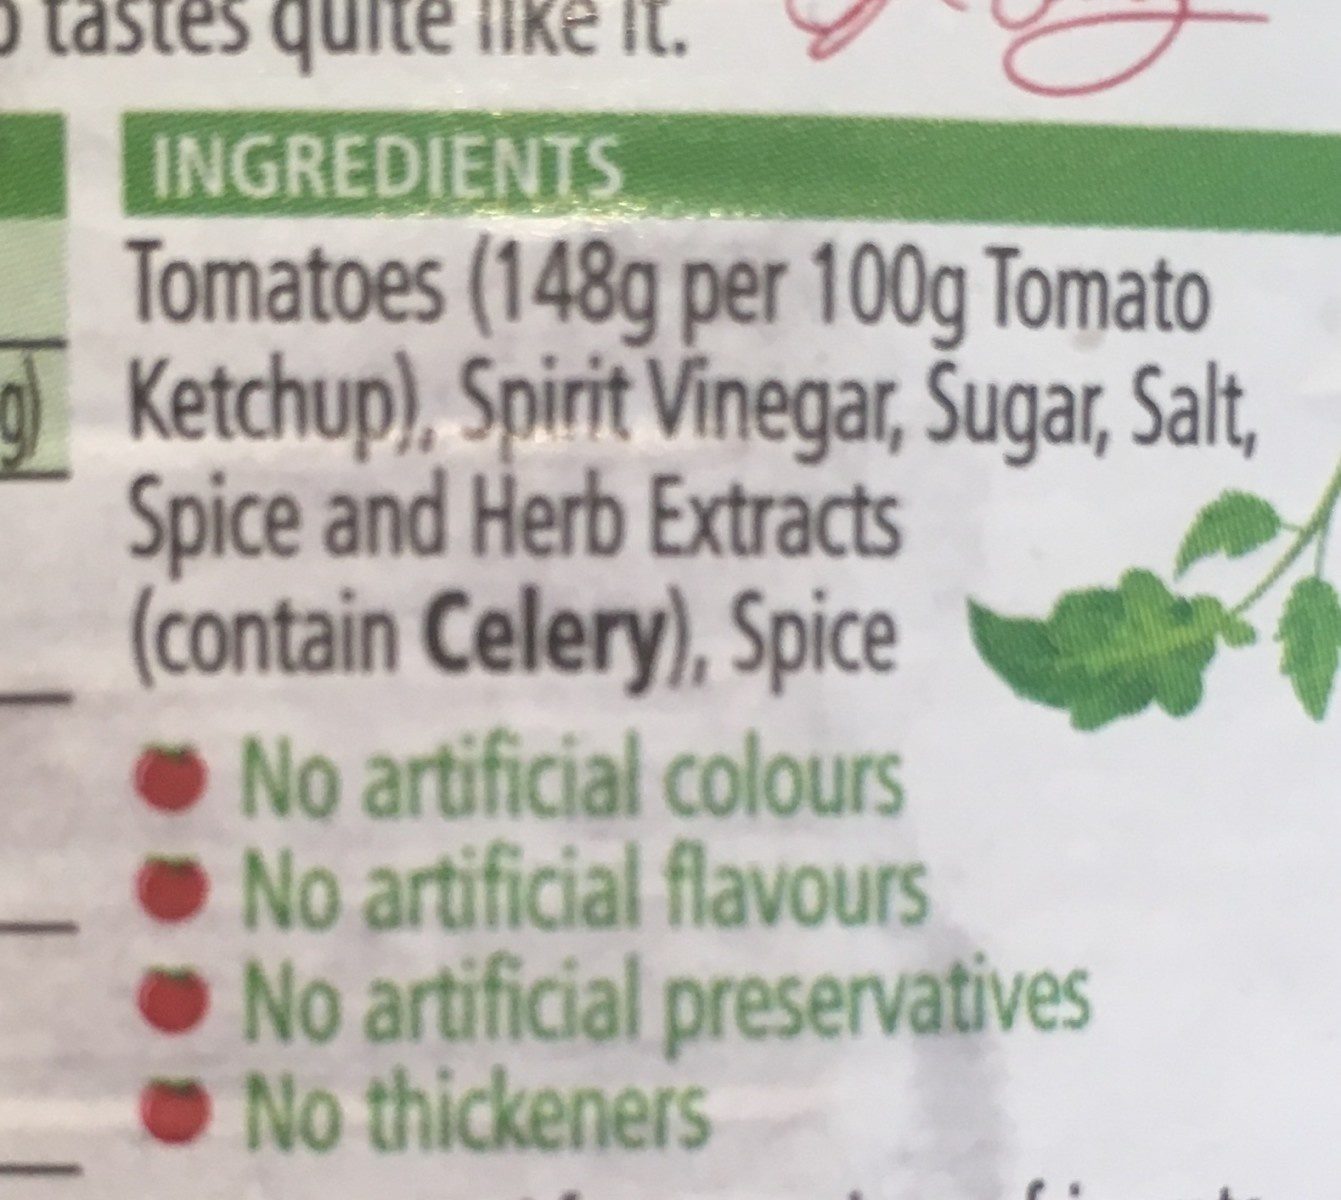 tastes quite like it.
INGREDIENTS
Tomatoes (148g per 100g Tomato
Ketchup), Spirit Vinegar, Sugar, Salt,
g)
Spice and Herb Extracts
(contain Celery), Spice
No artificial colours
No artificial flavours
No artificial preservatives
No thickeners